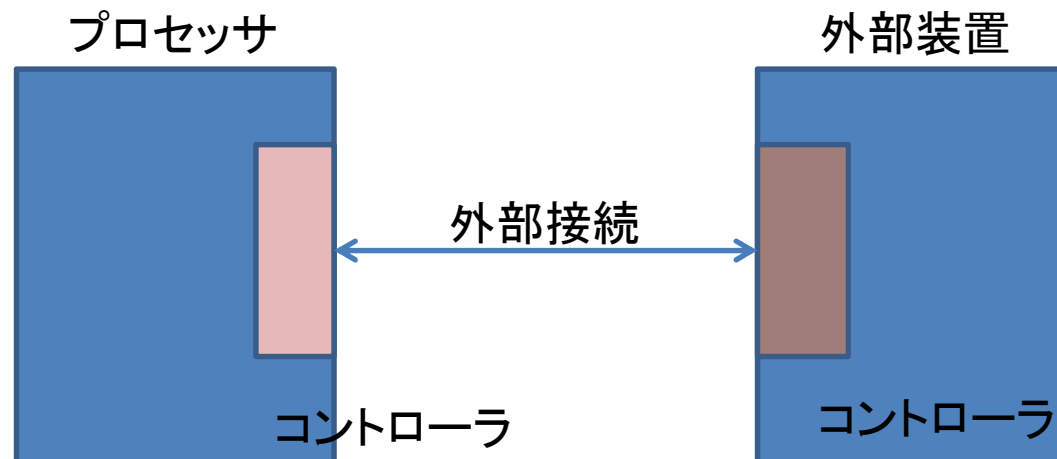 プロセッサ
外部装置
外部接続
コントローラ
コントローラ